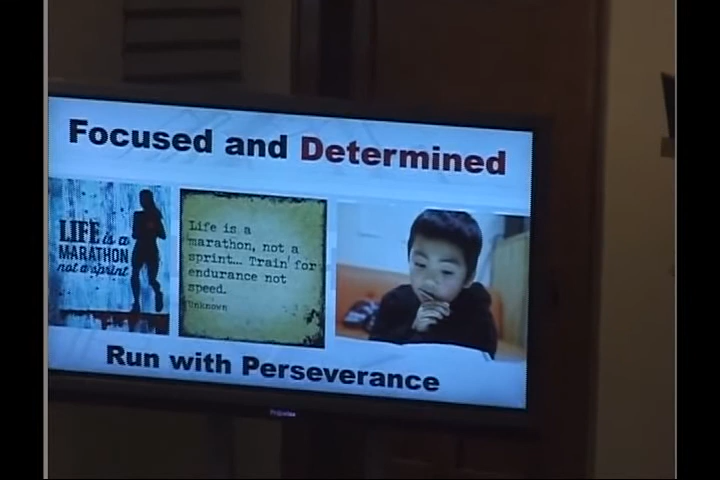 Focused and Determined
LIFE is a
MARATHON
not a sprint
Life is a
marathon, not a
sprint... Train for
endurance not
speed.
Unknown
Run with Perseverance